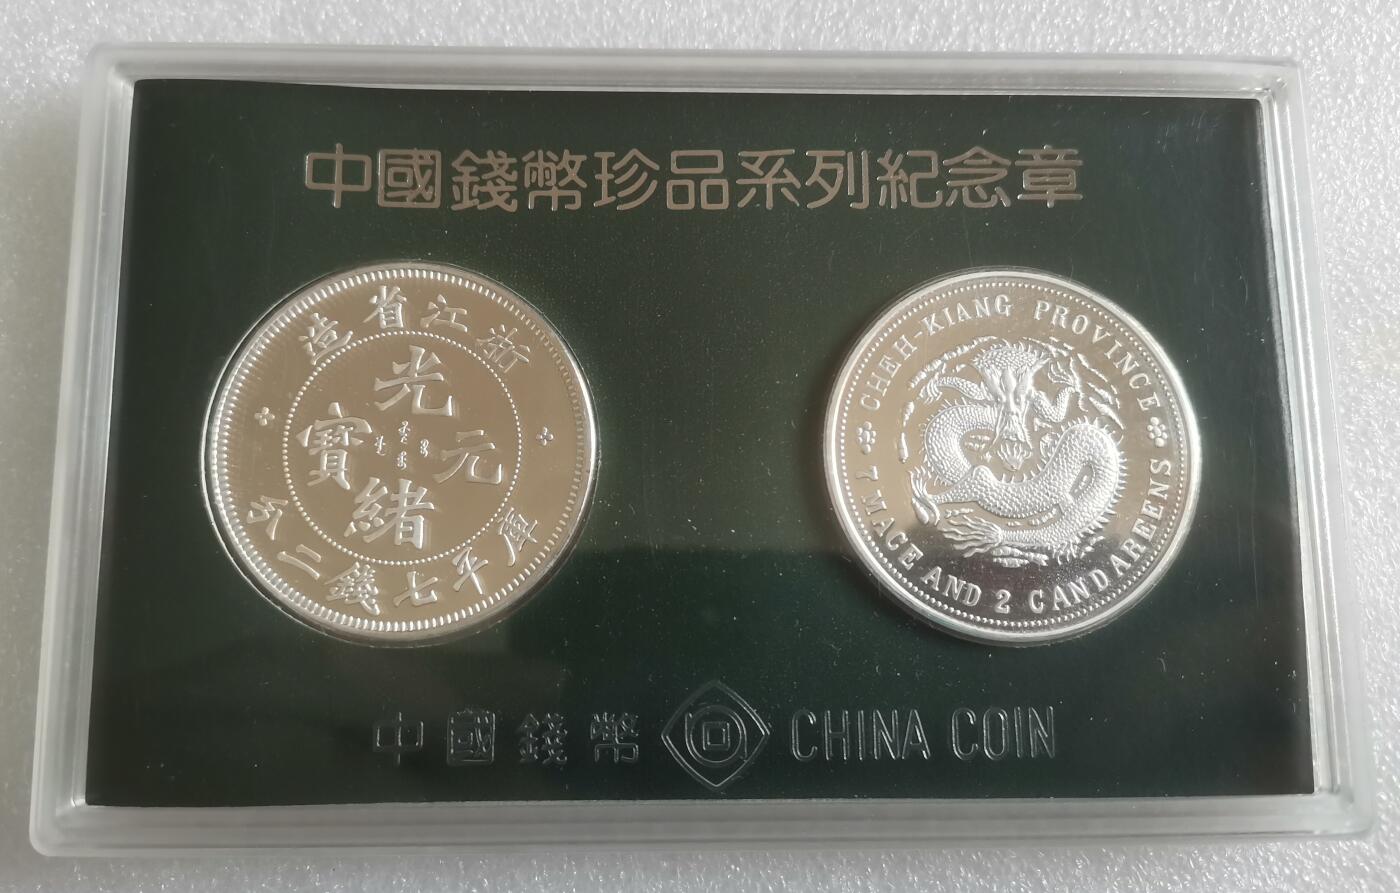 中國錢幣珍品系列紀念章
造省江浙
光緒元寶
庫平七錢二分
CHEH-KIANG PROVINCE
7 MACE AND 2 CANDAREENS
中國錢幣 CHINA COIN